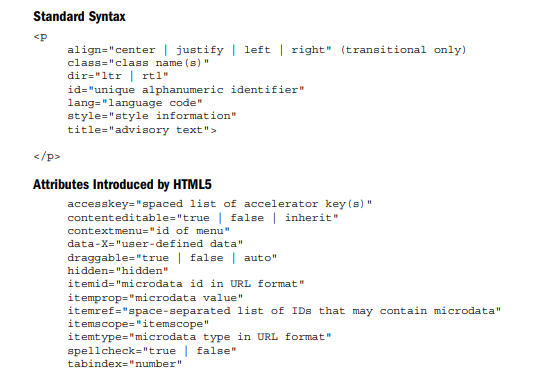 Standard Syntax
<p
align="center | justify | left | right" (transitional only)
class="class name(s)"
dir="ltr | rtl"
id="unique alphanumeric identifier"
lang="language code"
style="style information"
title="advisory text">
</p>
Attributes Introduced by HTML5
accesskey="spaced list of accelerator key(s)"
contenteditable="true | false | inherit"
contextmenu="id of menu"
data-X="user-defined data"
draggable="true | false | auto"
hidden="hidden"
itemid="microdata id in URL format"
itemprop="microdata value"
itemref="space-separated list of IDs that may contain microdata"
itemscope="itemscope"
itemtype="microdata type in URL format"
spellcheck="true | false"
tabindex="number"